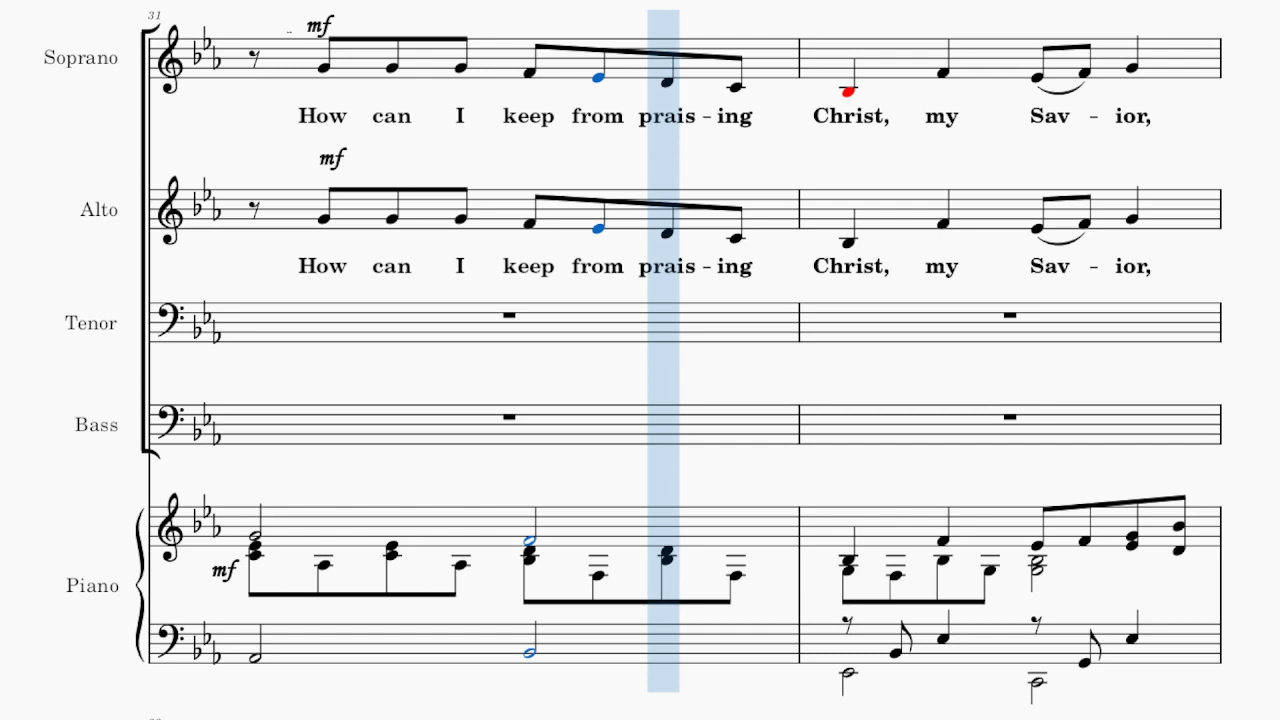 31
mf
Soprano
How can I keep from prais - ing Christ, my Sav - ior,
mf
Alto
How can I keep from prais - ing Christ, my Sav - ior,
Tenor
Bass
mf
Piano